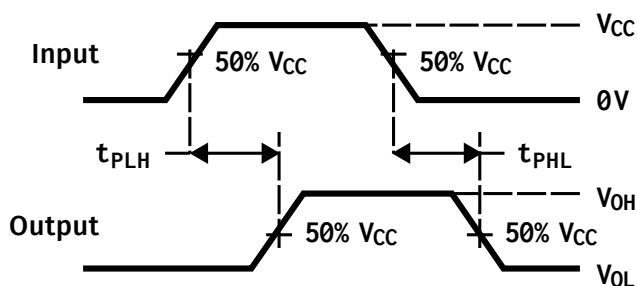 VCC
Input 50% VCC 50% VCC
0V
tPLH tPHL
VOH
Output 50% VCC 50% VCC
VOL